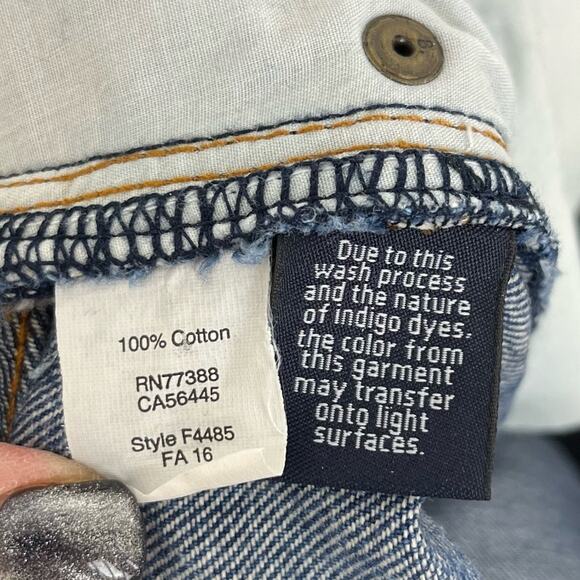 B.
100% Cotton
RN77388
CA56445
Style F4485
FA 16
Due to this
wash process
and the nature
of indigo dyes,
the color from
this garment
may transfer
onto light
surfaces.